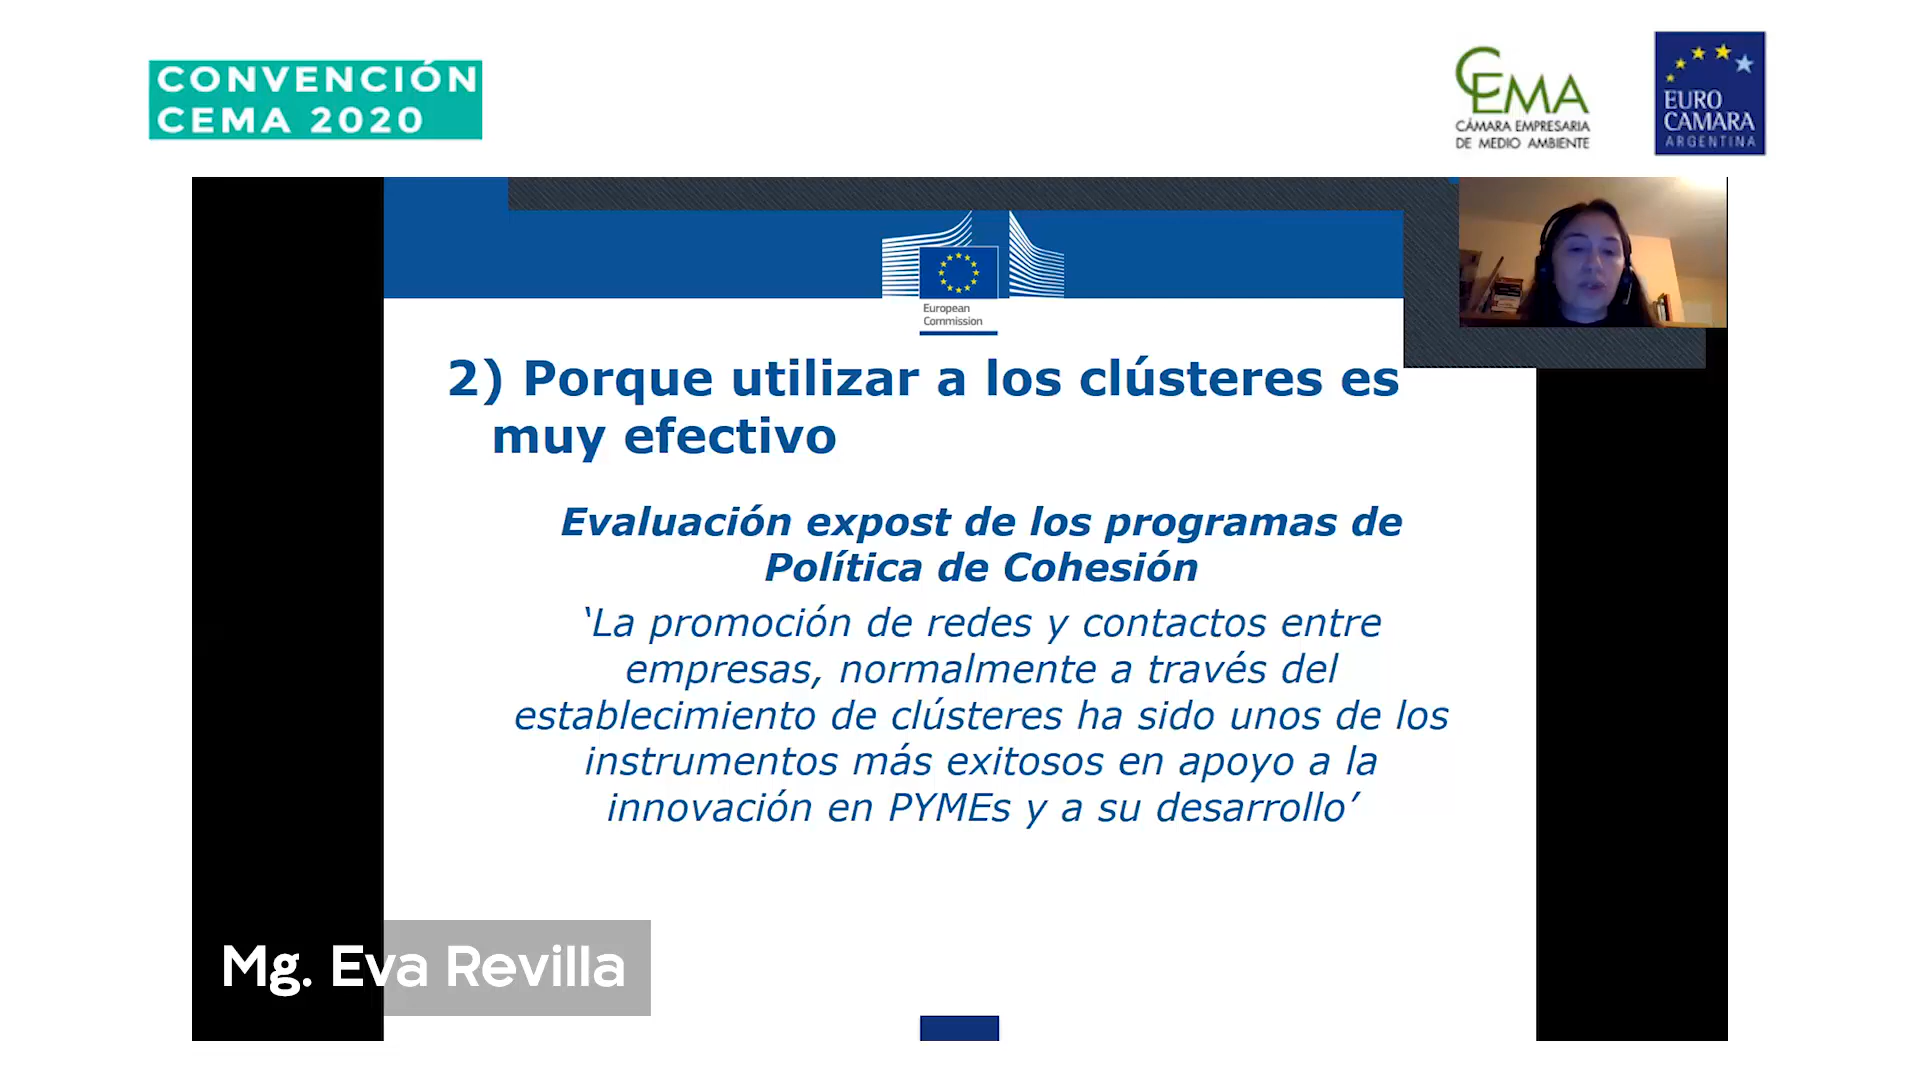 CONVENCIÓN
CEMA 2020
CEMA
CÁMARA EMPRESARIA
DE MEDIO AMBIENTE
EURO
CAMARA
ARGENTINA
European
Commission
2) Porque utilizar a los clústeres es
muy efectivo
Evaluación expost de los programas de
Política de Cohesión
‘La promoción de redes y contactos entre
empresas, normalmente a través del
establecimiento de clústeres ha sido unos de los
instrumentos más exitosos en apoyo a la
innovación en PYMEs y a su desarrollo’
Mg. Eva Revilla